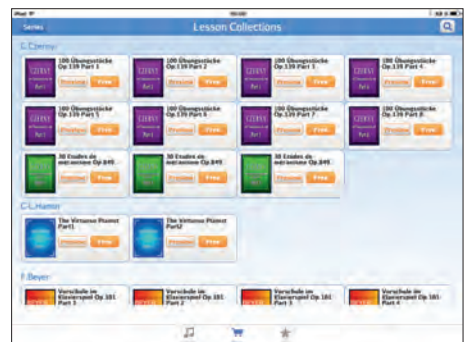 Series
Lesson Collections
C.Czerny
100 Übungsstücke
Op.139 Part 1
Preview
Free
100 Übungsstücke
Op.139 Part 2
Preview
Free
100 Übungsstücke
Op.139 Part 3
Preview
Free
100 Übungsstücke
Op.139 Part 4
Preview
Free
100 Übungsstücke
Op.139 Part 5
Preview
Free
100 Übungsstücke
Op.139 Part 6
Preview
Free
100 Übungsstücke
Op.139 Part 7
Preview
Free
100 Übungsstücke
Op.139 Part 8
Preview
Free
30 Etudes de
mécanisme Op.849
Preview
Free
30 Etudes de
mécanisme Op.849
Preview
Free
30 Etudes de
mécanisme Op.849
Preview
Free
C-L.Hanon
The Virtuoso Pianist
Part1
Preview
Free
The Virtuoso Pianist
Part2
Preview
Free
F.Beyer
Vorschule im
Klavierspiel Op.101
Part 1
Vorschule im
Klavierspiel Op.101
Part 2
Vorschule im
Klavierspiel Op.101
Part 3
Vorschule im
Klavierspiel Op.101
Part 4